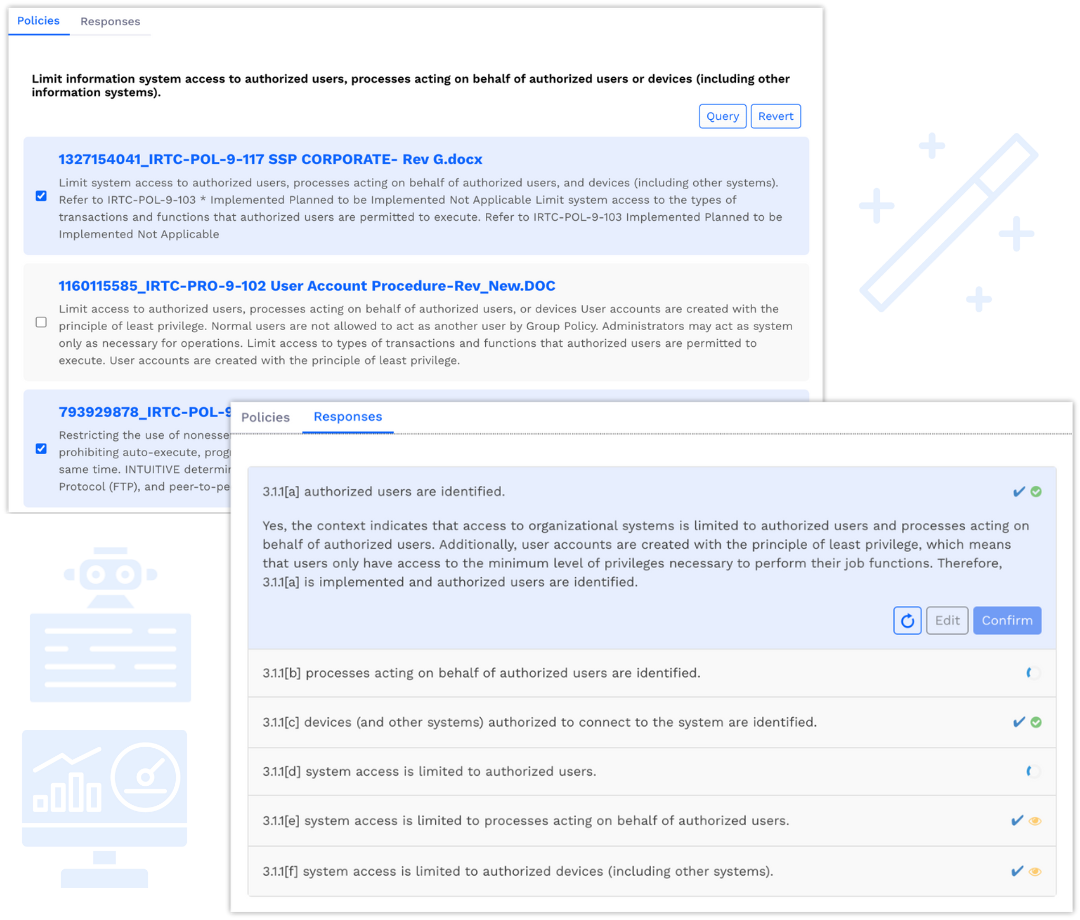 Policies Responses
Limit information system access to authorized users, processes acting on behalf of authorized users or devices (including other
information systems).
Query Revert
1327154041_IRTC-POL-9-117 SSP CORPORATE- Rev G.docx
Limit system access to authorized users, processes acting on behalf of authorized users, and devices (including other systems).
Refer to IRTC-POL-9-103 * Implemented Planned to be Implemented Not Applicable Limit system access to the types of
transactions and functions that authorized users are permitted to execute. Refer to IRTC-POL-9-103 Implemented Planned to be
Implemented Not Applicable
1160115585_IRTC-PRO-9-102 User Account Procedure-Rev_New.DOC
Limit access to authorized users, processes acting on behalf of authorized users, or devices User accounts are created with the
principle of least privilege. Normal users are not allowed to act as another user by Group Policy. Administrators may act as system
only as necessary for operations. Limit access to types of transactions and functions that authorized users are permitted to
execute. User accounts are created with the principle of least privilege.
793929878_IRTC-POL-9
Restricting the use of nonesse
prohibiting auto-execute, prog
same time. INTUITIVE determin
Protocol (FTP), and peer-to-pe
Policies Responses
3.1.1[a] authorized users are identified.
Yes, the context indicates that access to organizational systems is limited to authorized users and processes acting on
behalf of authorized users. Additionally, user accounts are created with the principle of least privilege, which means
that users only have access to the minimum level of privileges necessary to perform their job functions. Therefore,
3.1.1[a] is implemented and authorized users are identified.
Edit Confirm
3.1.1[b] processes acting on behalf of authorized users are identified.
3.1.1[c] devices (and other systems) authorized to connect to the system are identified.
3.1.1[d] system access is limited to authorized users.
3.1.1[e] system access is limited to processes acting on behalf of authorized users.
3.1.1[f] system access is limited to authorized devices (including other systems).